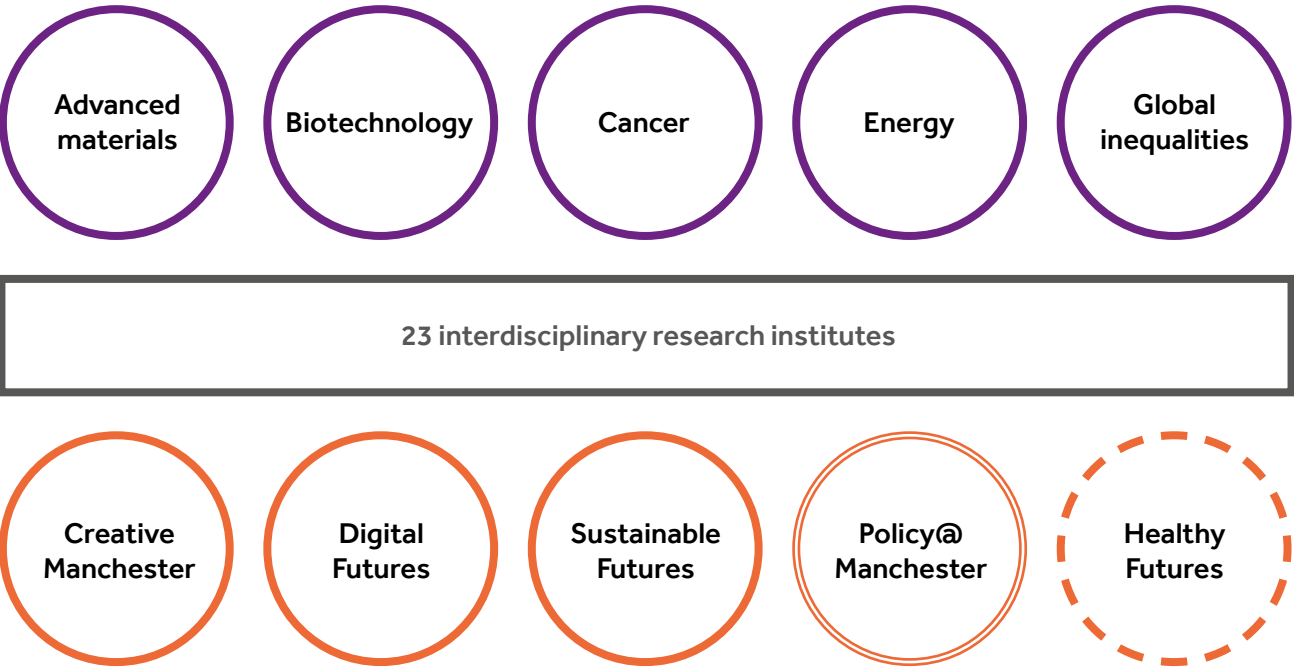 Advanced
materials
Biotechnology
Cancer
Energy
Global
inequalities
23 interdisciplinary research institutes
Creative
Manchester
Digital
Futures
Sustainable
Futures
Policy@
Manchester
Healthy
Futures